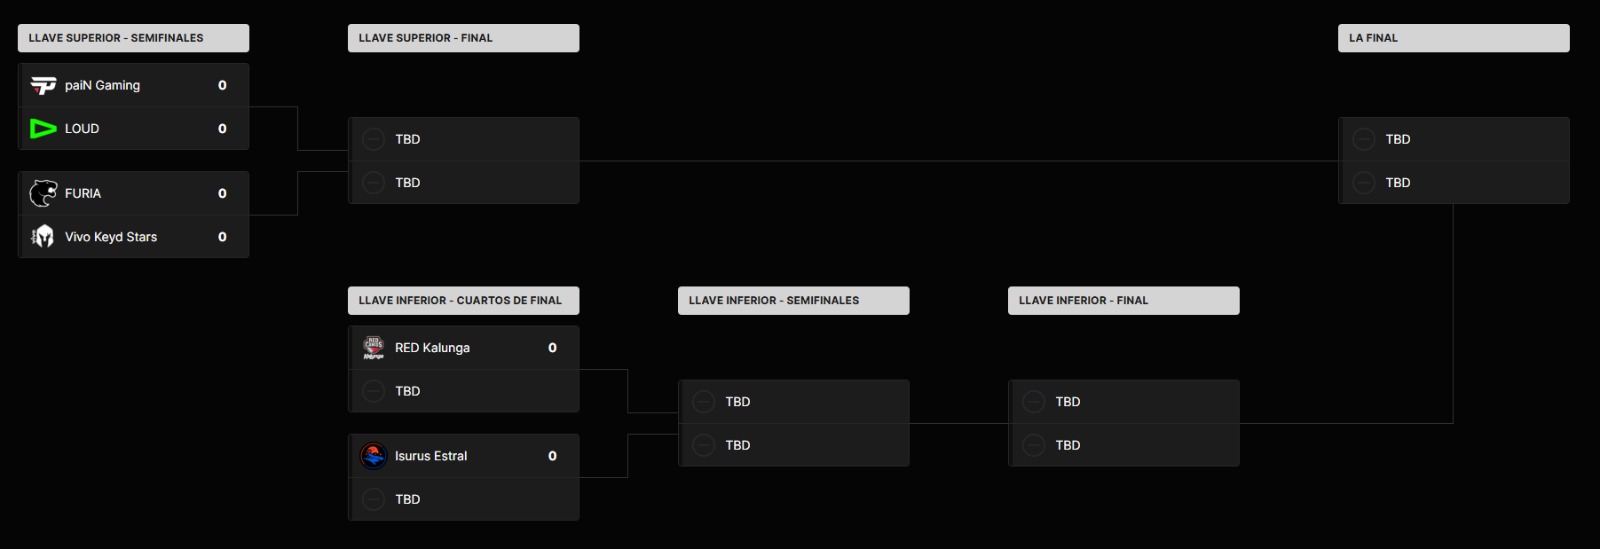 LLAVE SUPERIOR - SEMIFINALES
paiN Gaming 0
LOUD 0
FURIA 0
Vivo Keyd Stars 0
LLAVE SUPERIOR - FINAL
TBD
TBD
LA FINAL
TBD
TBD
LLAVE INFERIOR - CUARTOS DE FINAL
RED Kalunga 0
TBD
Isurus Estral 0
TBD
LLAVE INFERIOR - SEMIFINALES
TBD
TBD
LLAVE INFERIOR - FINAL
TBD
TBD